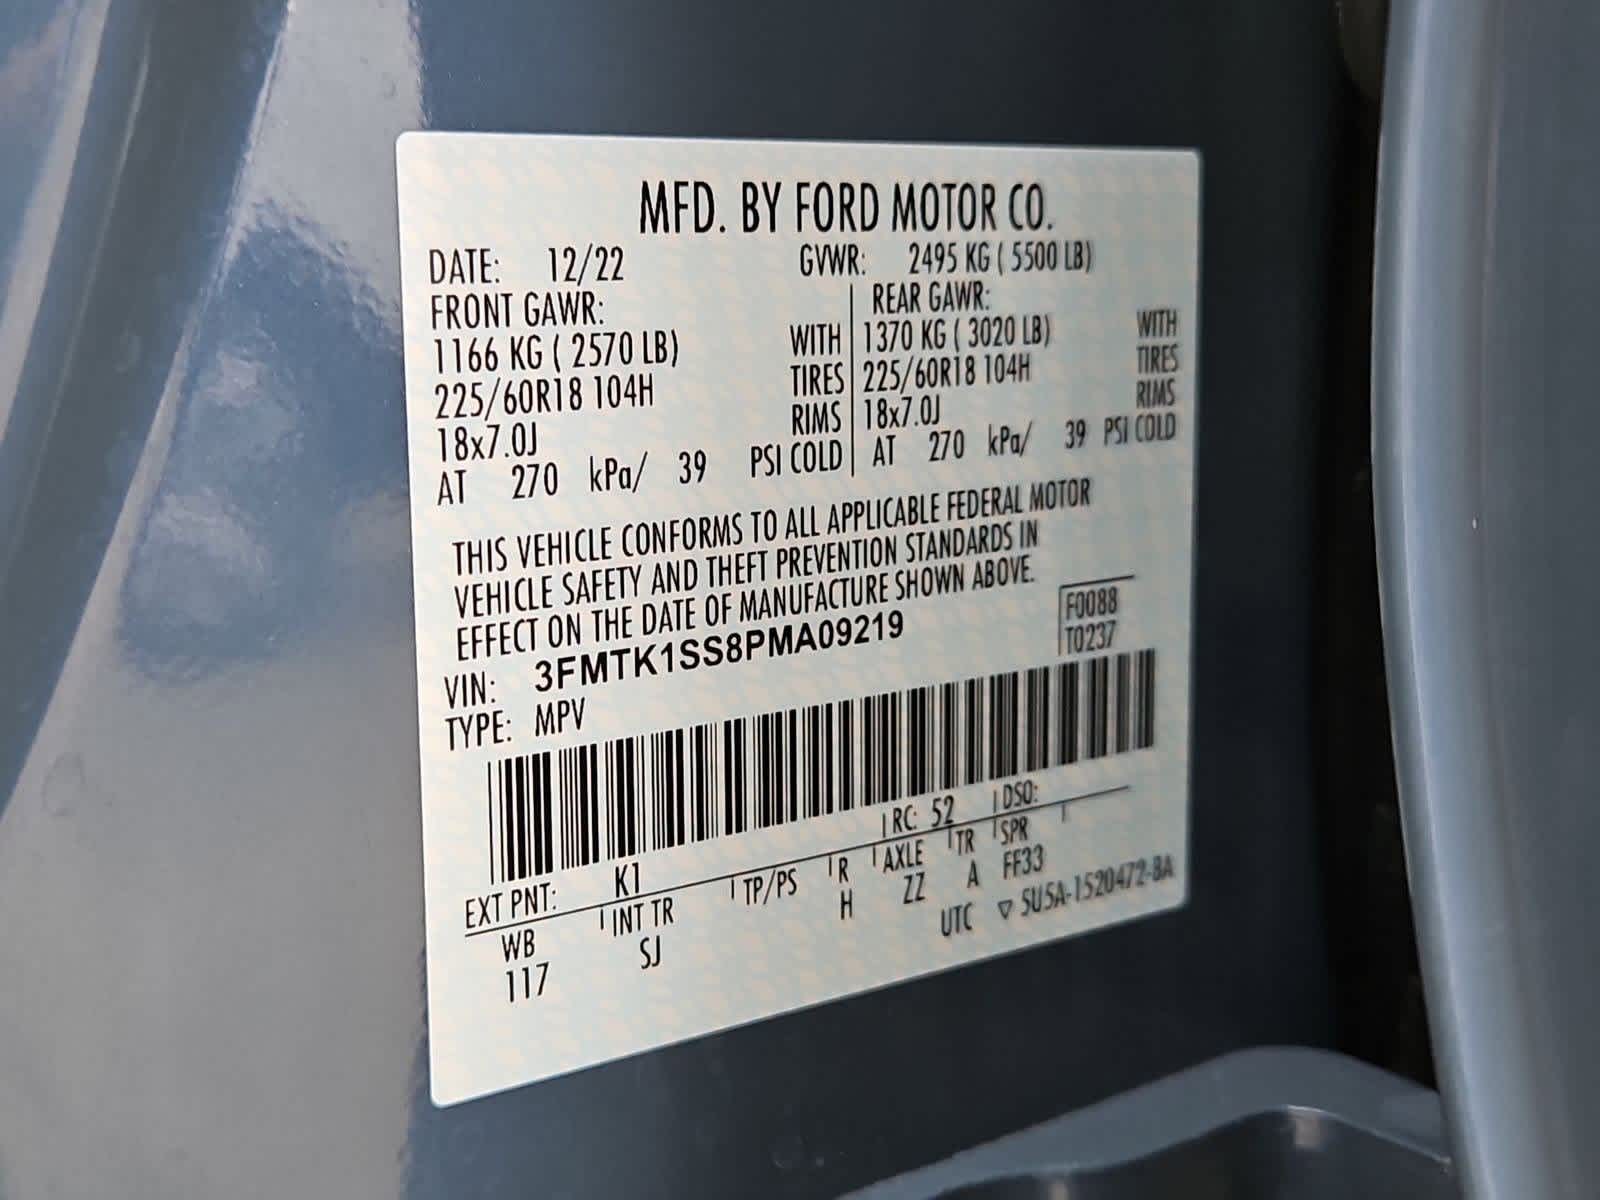 MFD. BY FORD MOTOR CO.
DATE: 12/22 GVWR: 2495 KG ( 5500 LB)
FRONT GAWR: REAR GAWR:
1166 KG ( 2570 LB) WITH 1370 KG ( 3020 LB) WITH
225/60R18 104H TIRES 225/60R18 104H TIRES
18x7.0J RIMS 18x7.0J RIMS
AT 270 kPa/ 39 PSI COLD AT 270 kPa/ 39 PSI COLD
THIS VEHICLE CONFORMS TO ALL APPLICABLE FEDERAL MOTOR
VEHICLE SAFETY AND THEFT PREVENTION STANDARDS IN
EFFECT ON THE DATE OF MANUFACTURE SHOWN ABOVE.
F0088
VIN: 3FMTK1SS8PMA09219 T0237
TYPE: MPV
EXT PNT: K1 RC: 52 DSO:
WB INT TR TP/PS R AXLE TR SPR
117 SJ H ZZ A FF33
UTC ▽ 5U5A-1520472-BA